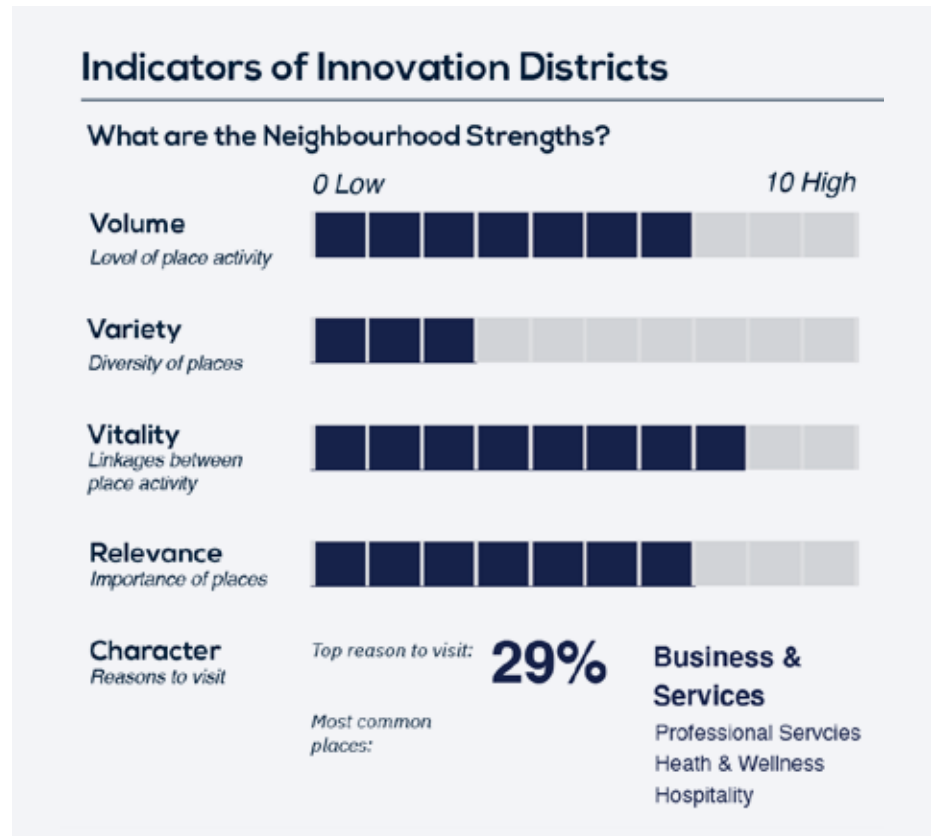 Indicators of Innovation Districts
What are the Neighbourhood Strengths?
0 Low 10 High
Volume
Level of place activity
Variety
Diversity of places
Vitality
Linkages between
place activity
Relevance
Importance of places
Character
Reasons to visit
Top reason to visit: 29% Business &
Services
Most common
places:
Professional Servcies
Heath & Wellness
Hospitality